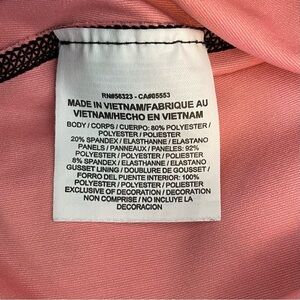 RN#56323 - CA#05553
MADE IN VIETNAM/FABRIQUE AU
VIETNAM/HECHO EN VIETNAM
BODY / CORPS / CUERPO: 80% POLYESTER /
POLYESTER / POLIESTER
20% SPANDEX / ELASTHANNE / ELASTANO
PANELS / PANNEAUX / PANELES: 92%
POLYESTER / POLYESTER / POLIESTER
8% SPANDEX / ELASTHANNE / ELASTANO
GUSSET LINING / DOUBLURE DE GOUSSET /
FORRO DEL PUENTE INTERIOR: 100%
POLYESTER / POLYESTER / POLIESTER
EXCLUSIVE OF DECORATION / DECORATION
NON COMPRISE / NO INCLUYE LA
DECORACION